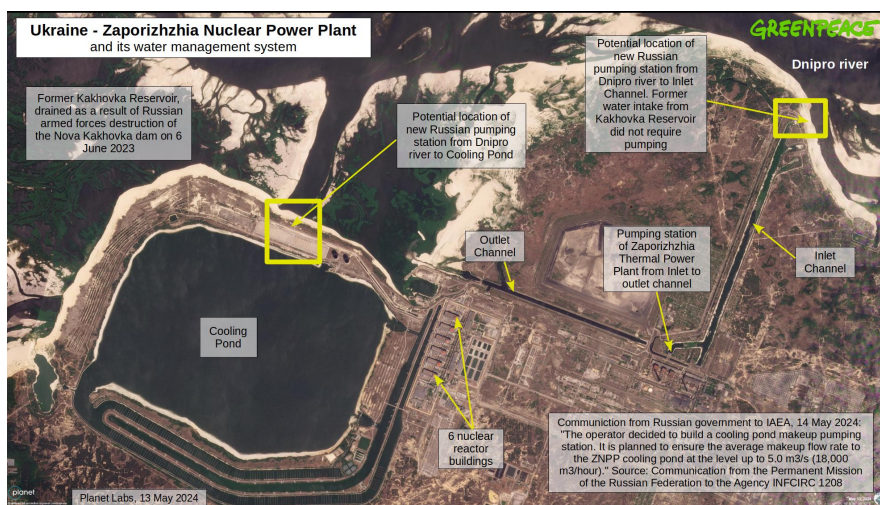 Ukraine - Zaporizhzhia Nuclear Power Plant
and its water management system
GREENPEACE
Dnipro river
Former Kakhovka Reservoir,
drained as a result of Russian
armed forces destruction of
the Nova Kakhovka dam on 6
June 2023
Potential location of
new Russian pumping
station from Dnipro
river to Cooling Pond
Potential location of
new Russian
pumping station from
Dnipro river to Inlet
Channel. Former
water intake from
Kakhovka Reservoir
did not require
pumping
Outlet
Channel
Pumping station
of Zaporizhzhia
Thermal Power
Plant from Inlet to
outlet channel
Inlet
Channel
Cooling
Pond
6 nuclear
reactor
buildings
Communiction from Russian government to IAEA, 14 May 2024:
"The operator decided to build a cooling pond makeup pumping
station. It is planned to ensure the average makeup flow rate to
the ZNPP cooling pond at the level up to 5.0 m3/s (18,000
m3/hour)." Source: Communication from the Permanent Mission
of the Russian Federation to the Agency INFCIRC 1208
planet
Planet Labs, 13 May 2024